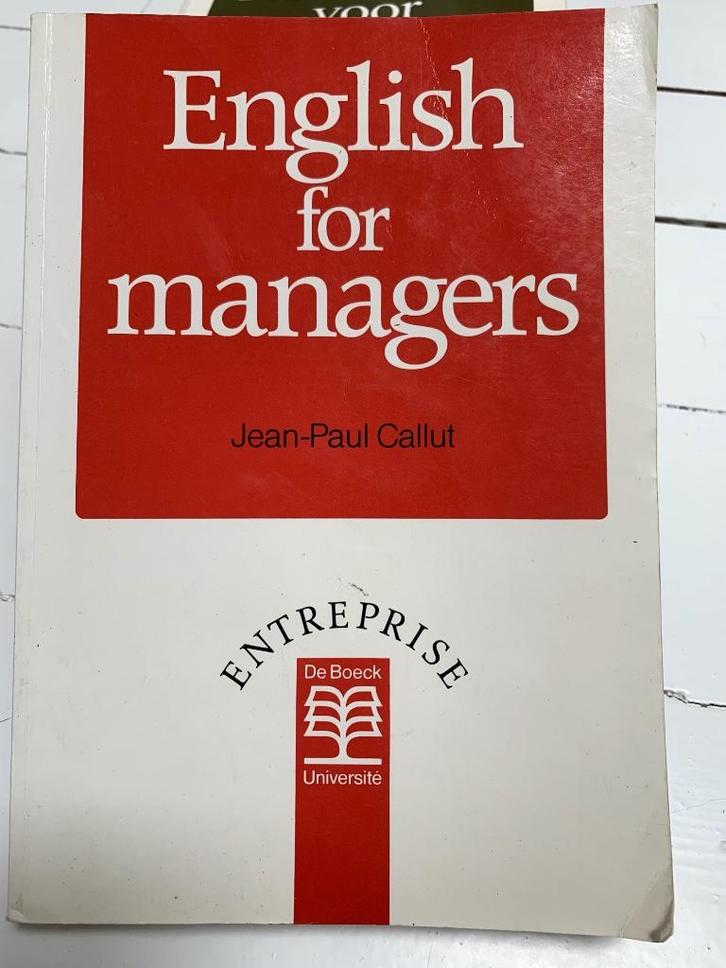 voor
English
for
managers
Jean-Paul Callut
ENTREPRISE
De Boeck
Université